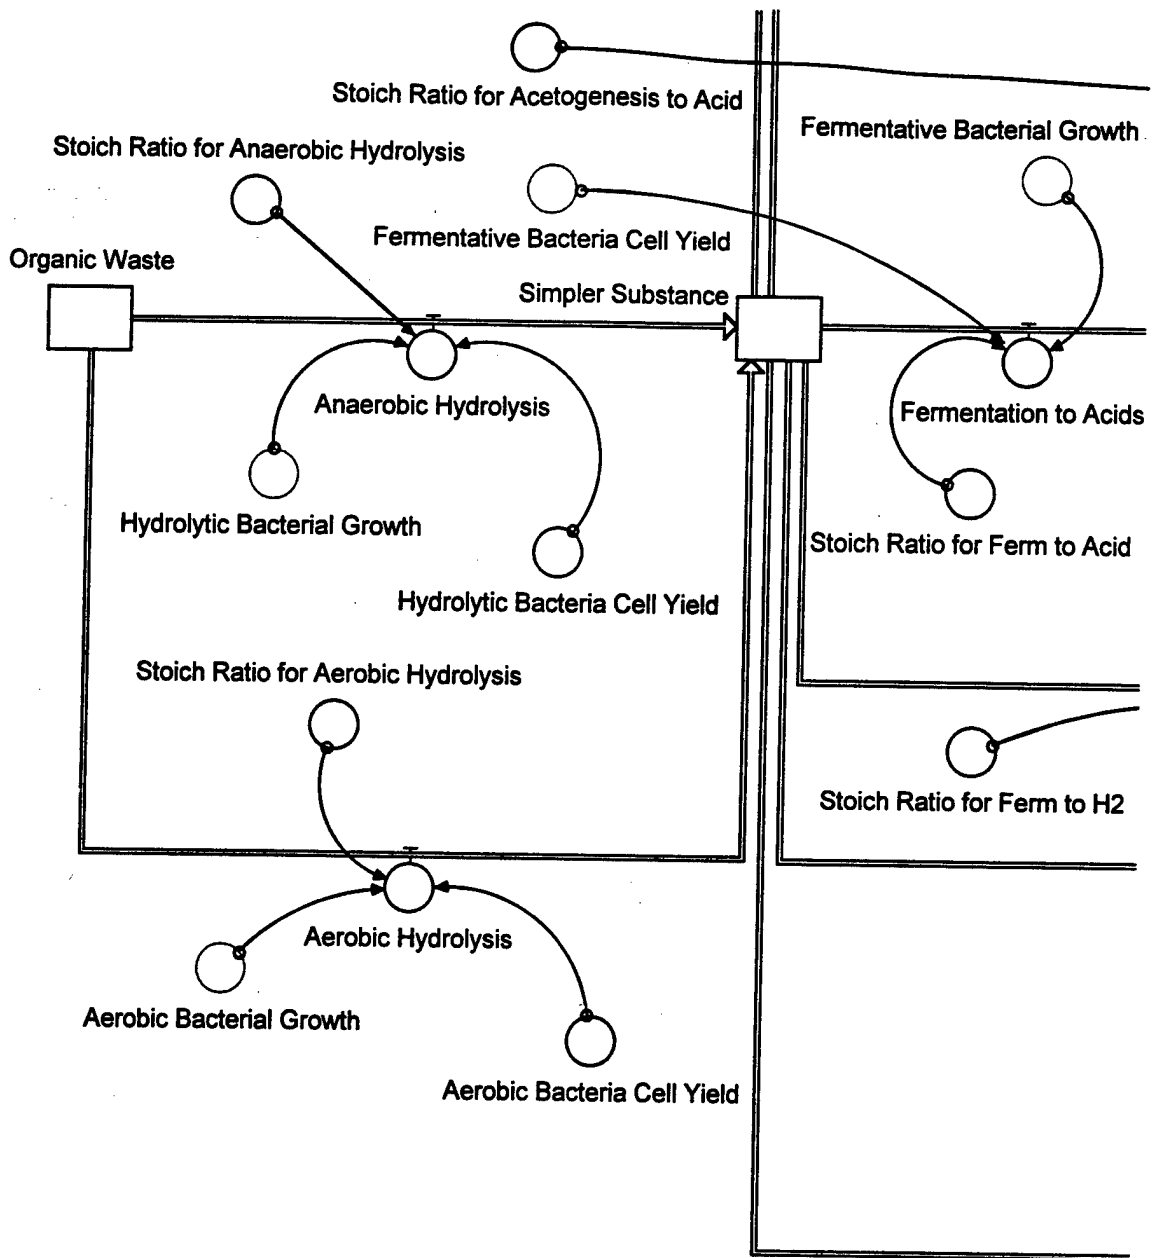 Stoich Ratio for Acetogenesis to Acid
Fermentative Bacterial Growth
Stoich Ratio for Anaerobic Hydrolysis
Fermentative Bacteria Cell Yield
Organic Waste
Simpler Substance
Anaerobic Hydrolysis
Fermentation to Acids
Hydrolytic Bacterial Growth
Stoich Ratio for Ferm to Acid
Hydrolytic Bacteria Cell Yield
Stoich Ratio for Aerobic Hydrolysis
Stoich Ratio for Ferm to H2
Aerobic Hydrolysis
Aerobic Bacterial Growth
Aerobic Bacteria Cell Yield